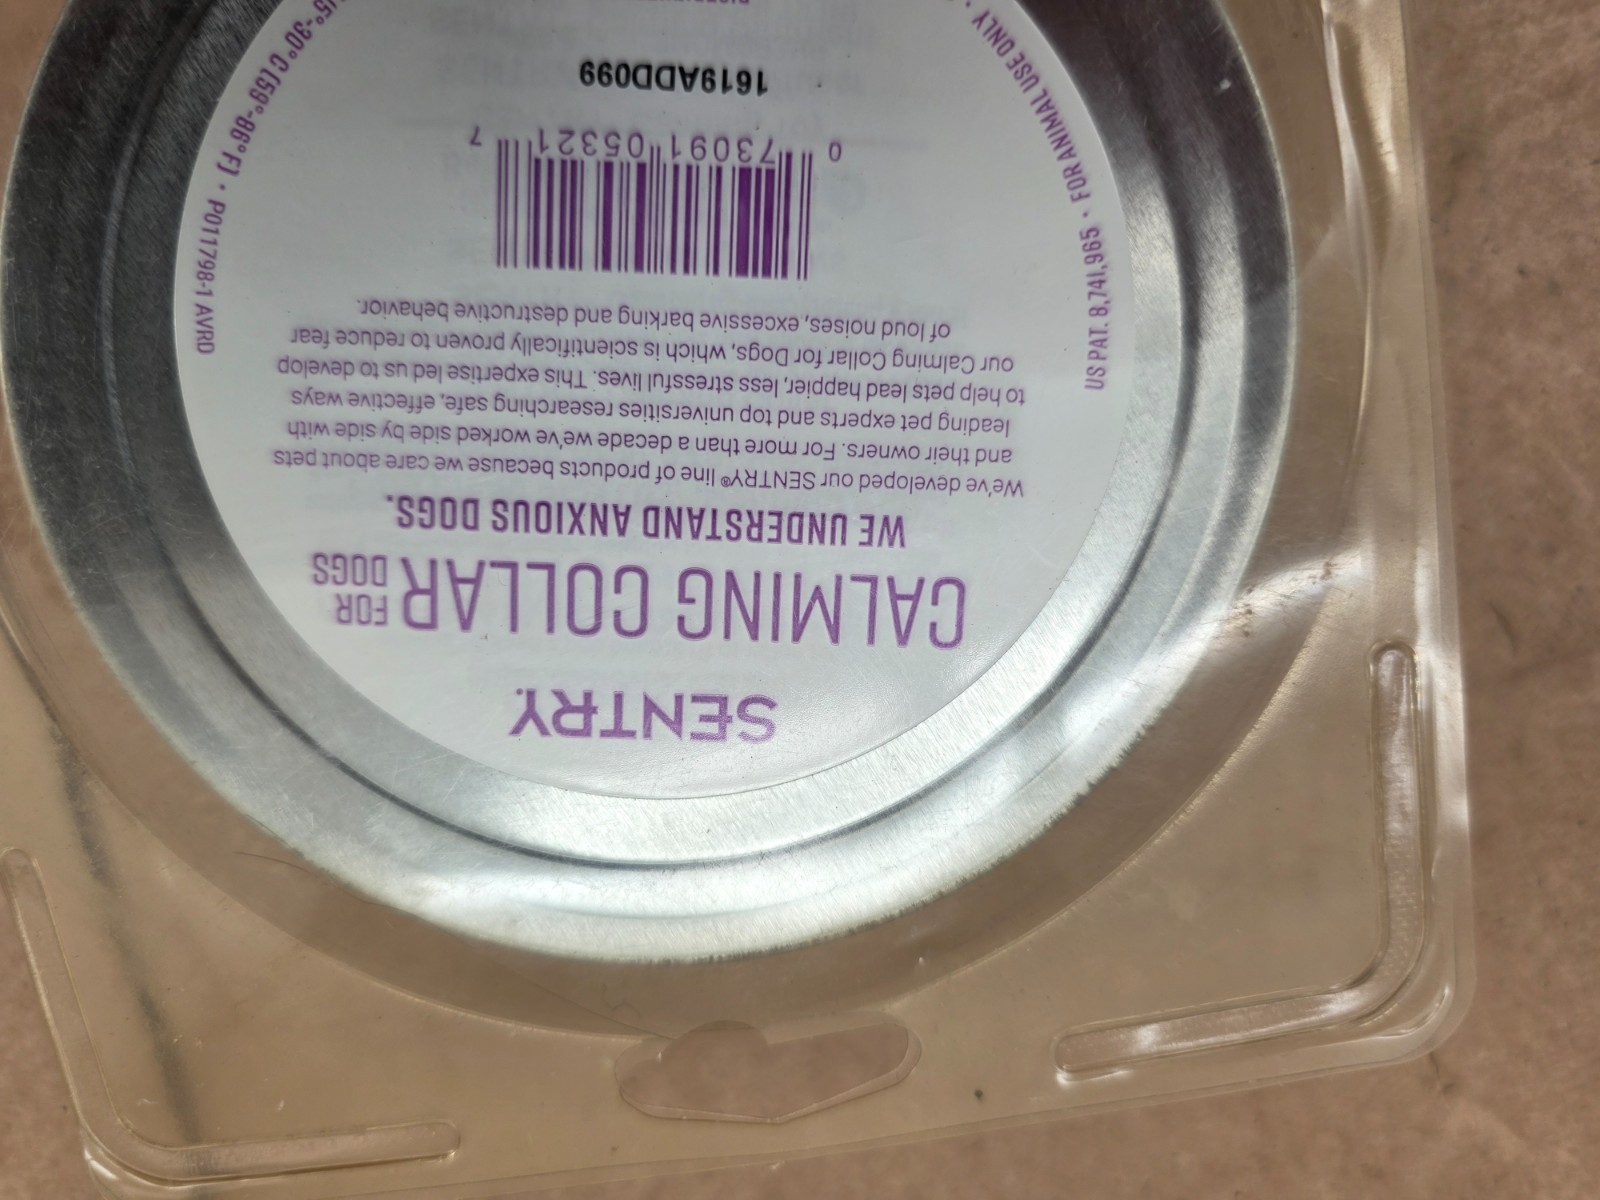 SENTRY.
CALMING COLLAR FOR DOGS
WE UNDERSTAND ANXIOUS DOGS.
We've developed our SENTRY® line of products because we care about pets
and their owners. For more than a decade we've worked side by side with
leading pet experts and top universities researching safe, effective ways
to help pets lead happier, less stressful lives. This expertise led us to develop
our Calming Collar for Dogs, which is scientifically proven to reduce fear
of loud noises, excessive barking and destructive behavior.
0 73091 05321 7
1619ADD099
US PAT. 8,741,965 · FOR ANIMAL USE ONLY ·
-30°C (59°-86°F) · P011798-1 AVRD